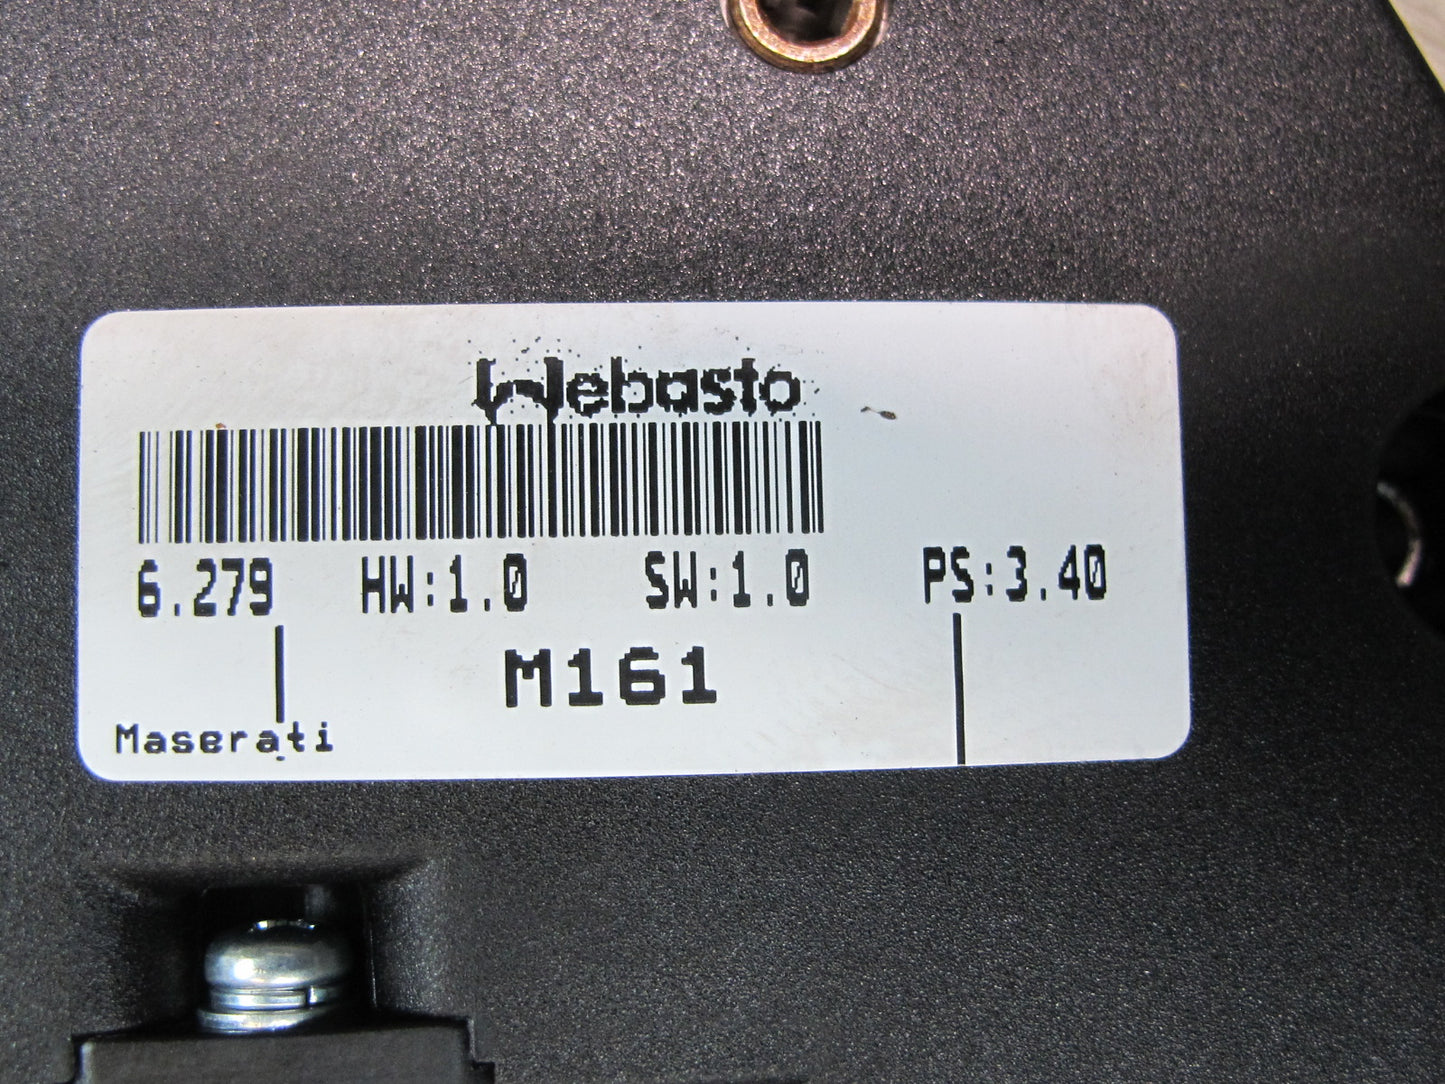 Webasto
6.279 HW:1.0 SW:1.0 PS:3.40
M161
Maserati